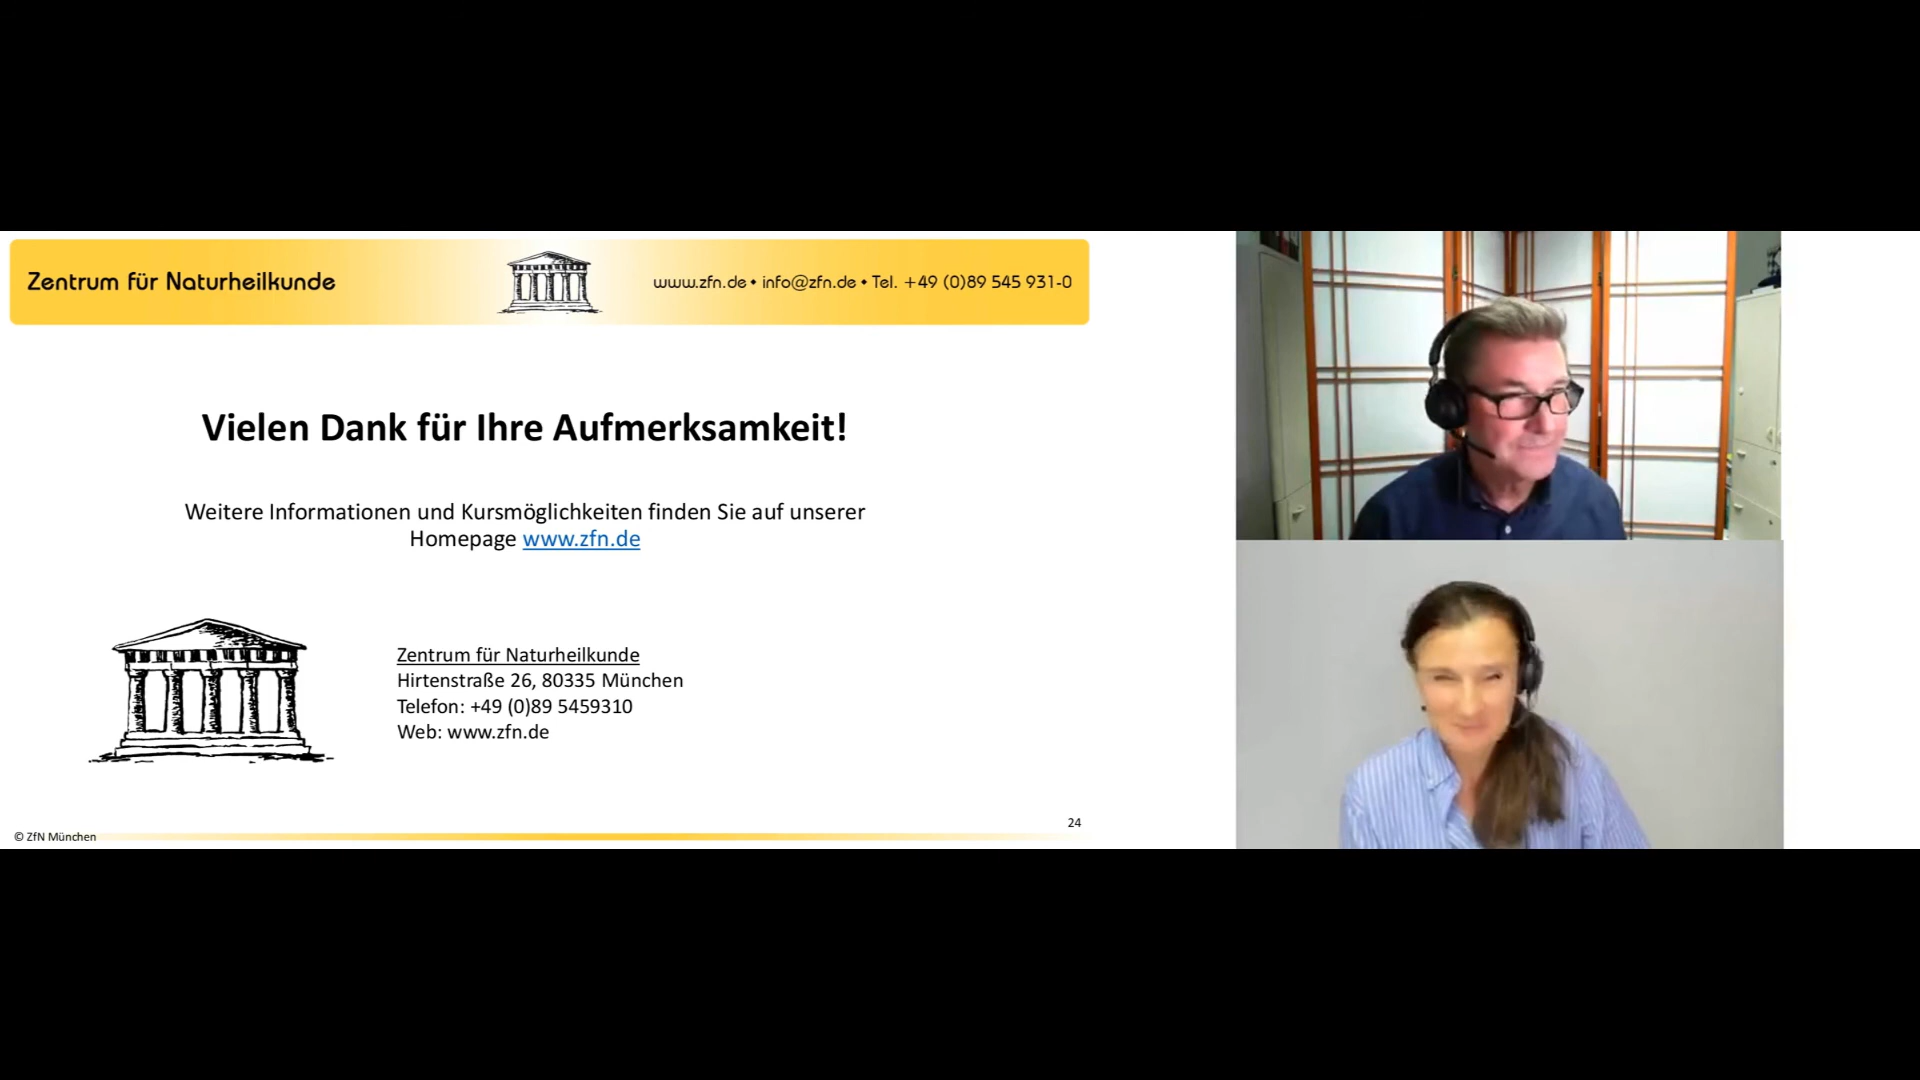 Zentrum für Naturheilkunde
www.zfn.de • info@zfn.de • Tel. +49 (0)89 545 931-0
Vielen Dank für Ihre Aufmerksamkeit!
Weitere Informationen und Kursmöglichkeiten finden Sie auf unserer
Homepage www.zfn.de
Zentrum für Naturheilkunde
Hirtenstraße 26, 80335 München
Telefon: +49 (0)89 5459310
Web: www.zfn.de
24
© ZfN München